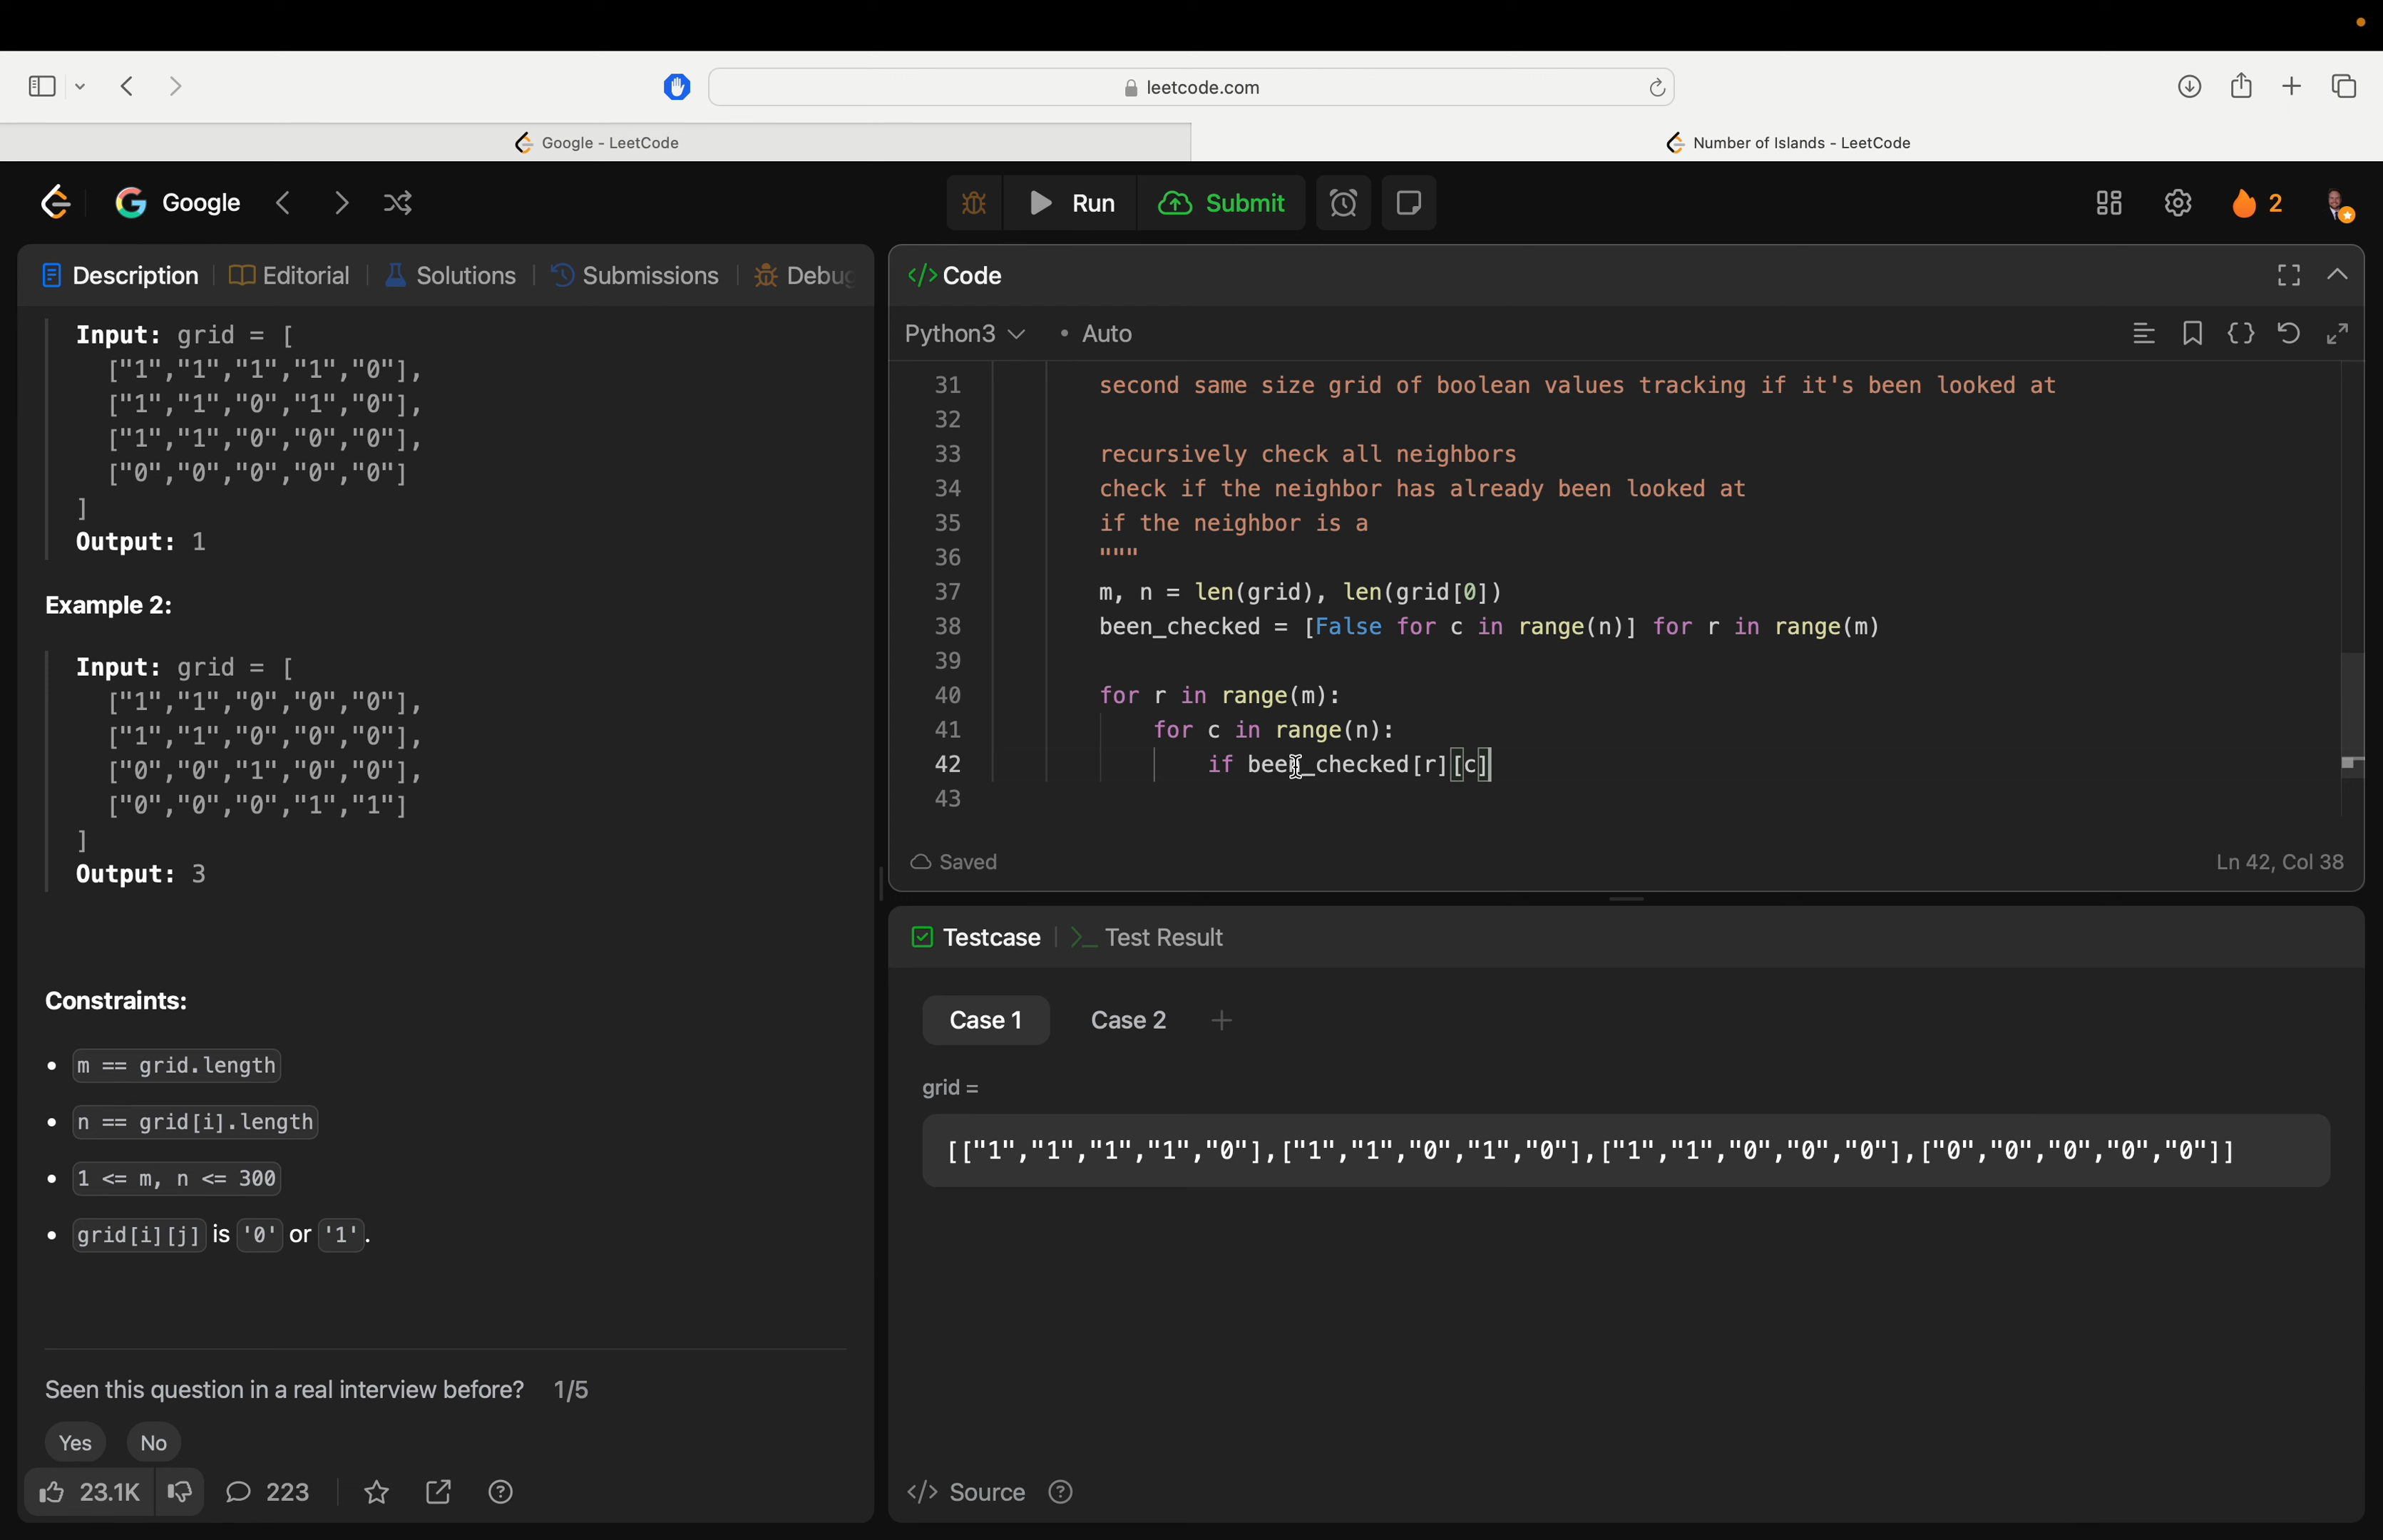 leetcode.com
Google - LeetCode
Number of Islands - LeetCode
Google
Run
Submit
2
Description
Editorial
Solutions
Submissions
Debug
Input: grid = [
["1","1","1","1","0"],
["1","1","0","1","0"],
["1","1","0","0","0"],
["0","0","0","0","0"]
]
Output: 1
Example 2:
Input: grid = [
["1","1","0","0","0"],
["1","1","0","0","0"],
["0","0","1","0","0"],
["0","0","0","1","1"]
]
Output: 3
Constraints:
• m == grid.length
• n == grid[i].length
• 1 <= m, n <= 300
• grid[i][j] is '0' or '1'.
Seen this question in a real interview before? 1/5
Yes No
23.1K 223
</> Code
Python3 • Auto
31 second same size grid of boolean values tracking if it's been looked at
32
33 recursively check all neighbors
34 check if the neighbor has already been looked at
35 if the neighbor is a
36 """
37 m, n = len(grid), len(grid[0])
38 been_checked = [False for c in range(n)] for r in range(m)
39
40 for r in range(m):
41 for c in range(n):
42 if been_checked[r][c]
43
Saved
Ln 42, Col 38
Testcase
>_ Test Result
Case 1 Case 2 +
grid =
[["1","1","1","1","0"],["1","1","0","1","0"],["1","1","0","0","0"],["0","0","0","0","0"]]
</> Source